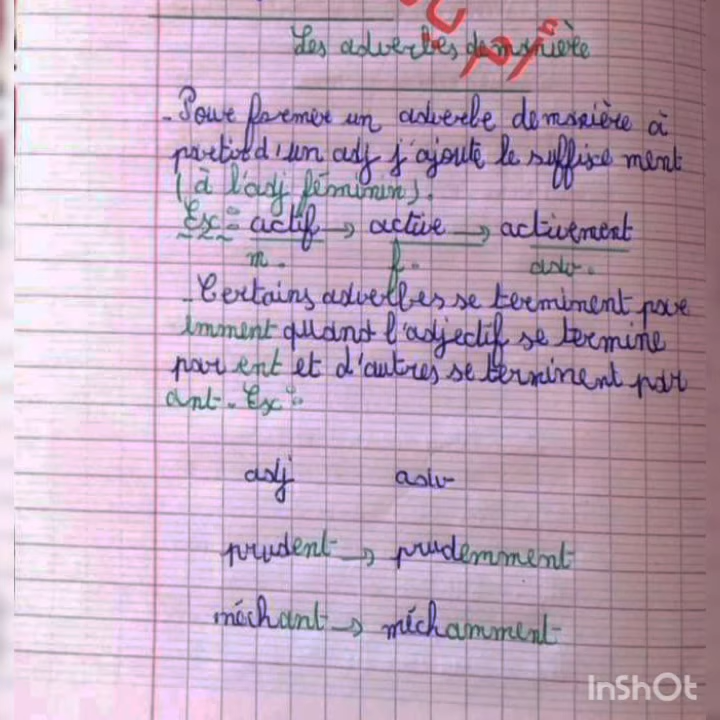 Les adverbes de manière
- Pour former un adverbe de manière à
partir d'un adj j'ajoute le suffixe ment
(à l'adj féminin).
Ex: actif → active → activement
m. f. adv.
- Certains adverbes se terminent par
imment quand l'adjectif se termine
par ent et d'autres se terminent par
ant. Ex:
adj adv
prudent → prudemment
méchant → méchamment
InShOt